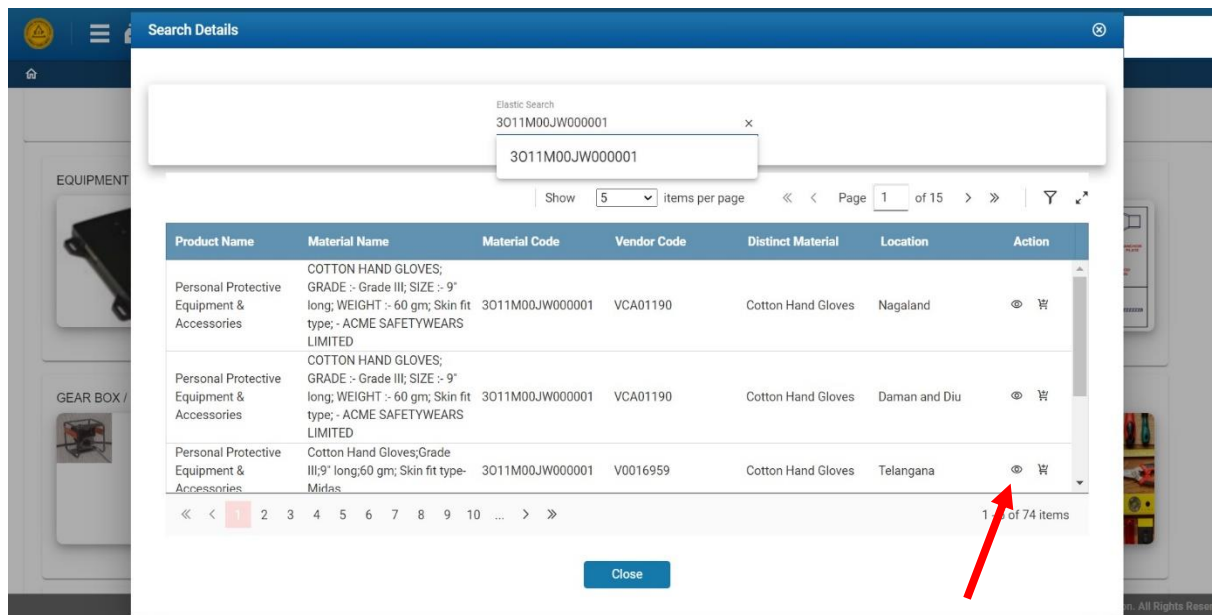 Search Details
Elastic Search
3O11M00JW000001
3O11M00JW000001
EQUIPMENT
Show 5 items per page Page 1 of 15
Product Name Material Name Material Code Vendor Code Distinct Material Location Action
Personal Protective Equipment & Accessories
COTTON HAND GLOVES;
GRADE :- Grade III; SIZE :- 9"
long; WEIGHT :- 60 gm; Skin fit
type; - ACME SAFETYWEARS
LIMITED
3O11M00JW000001 VCA01190 Cotton Hand Gloves Nagaland
Personal Protective Equipment & Accessories
COTTON HAND GLOVES;
GRADE :- Grade III; SIZE :- 9"
long; WEIGHT :- 60 gm; Skin fit
type; - ACME SAFETYWEARS
LIMITED
3O11M00JW000001 VCA01190 Cotton Hand Gloves Daman and Diu
GEAR BOX /
Personal Protective Equipment & Accessories
Cotton Hand Gloves;Grade
III;9" long;60 gm; Skin fit type-
Midas
3O11M00JW000001 V0016959 Cotton Hand Gloves Telangana
1 2 3 4 5 6 7 8 9 10 ...
1 of 74 items
Close
All Rights Rese